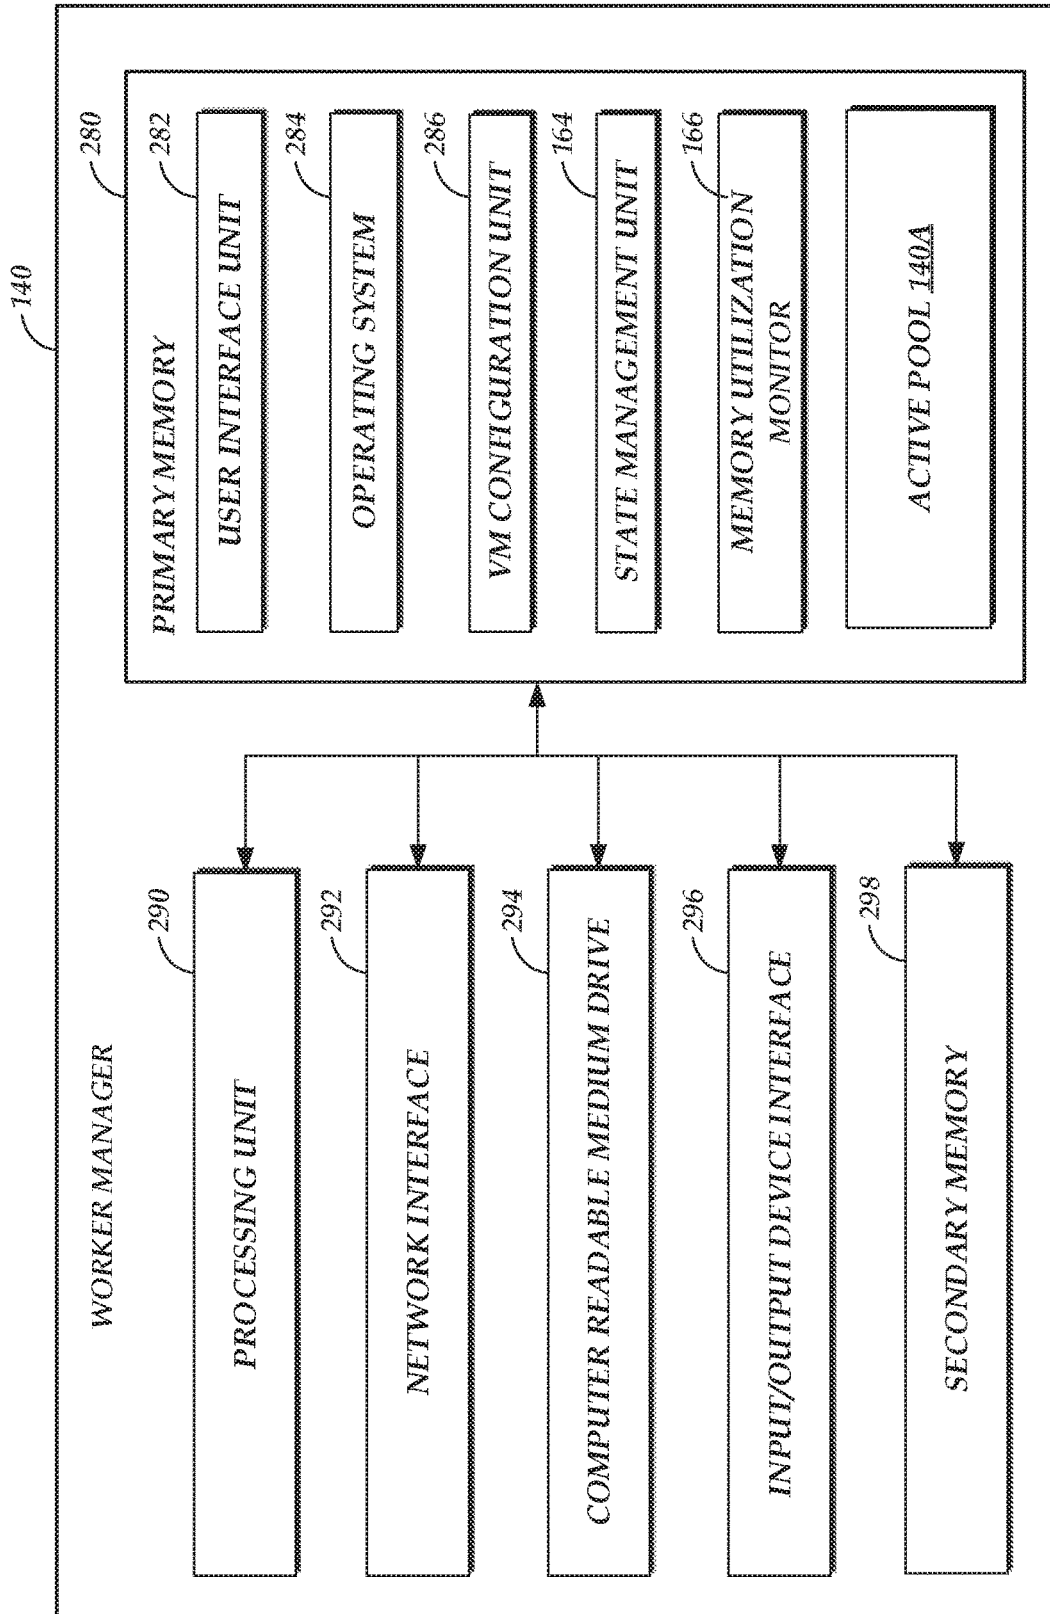 140
WORKER MANAGER
290
PROCESSING UNIT
292
NETWORK INTERFACE
294
COMPUTER READABLE MEDIUM DRIVE
296
INPUT/OUTPUT DEVICE INTERFACE
298
SECONDARY MEMORY
280
PRIMARY MEMORY
282
USER INTERFACE UNIT
284
OPERATING SYSTEM
286
VM CONFIGURATION UNIT
164
STATE MANAGEMENT UNIT
166
MEMORY UTILIZATION
MONITOR
ACTIVE POOL 140A